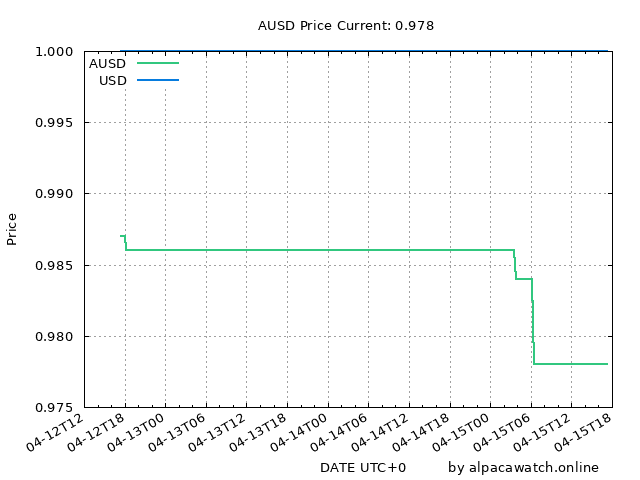 AUSD Price Current: 0.978
1.000
AUSD
USD
0.995
0.990
Price
0.985
0.980
0.975
04-12T12 04-12T18 04-13T00 04-13T06 04-13T12 04-13T18 04-14T00 04-14T06 04-14T12 04-14T18 04-15T00 04-15T06 04-15T12 04-15T18
DATE UTC+0 by alpacawatch.online